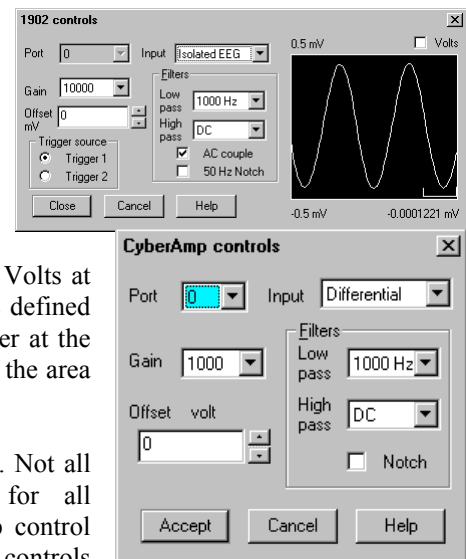 1902 controls
Port 0 Input Isolated EEG
0.5 mV Volts
Gain 10000
Filters
Low pass 1000 Hz
Offset mV 0
High pass DC
Trigger source
AC couple
Trigger 1
50 Hz Notch
Trigger 2
Close Cancel Help
-0.5 mV -0.0001221 mV
CyberAmp controls
Port 0 Input Differential
Filters
Gain 1000
Low pass 1000 Hz
Offset volt
High pass DC
0
Notch
Accept Cancel Help
Volts at
defined
er at the
the area
. Not all
for all
control
controls